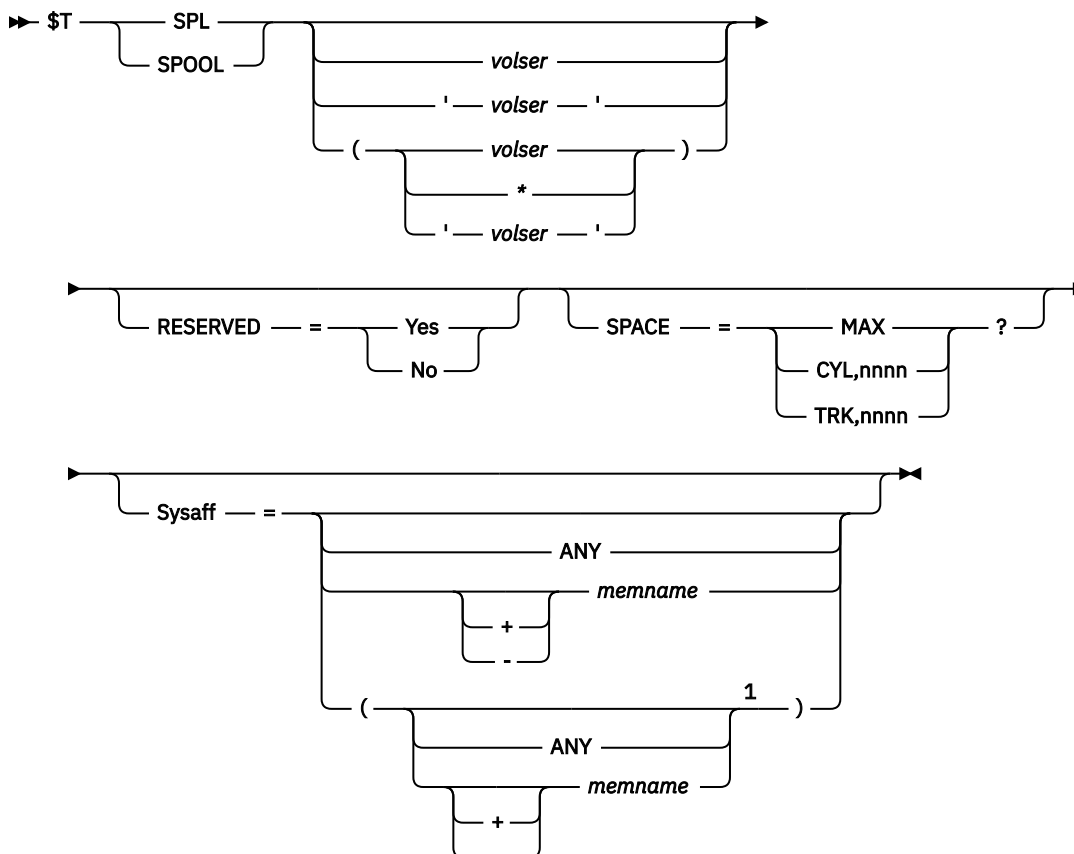 $T SPL
SPOOL
volser
' volser '
( volser )
*
' volser '
RESERVED = Yes
No
SPACE = MAX ?
CYL,nnnn
TRK,nnnn
Sysaff =
ANY
memname
+
-
( 1 )
ANY
memname
+